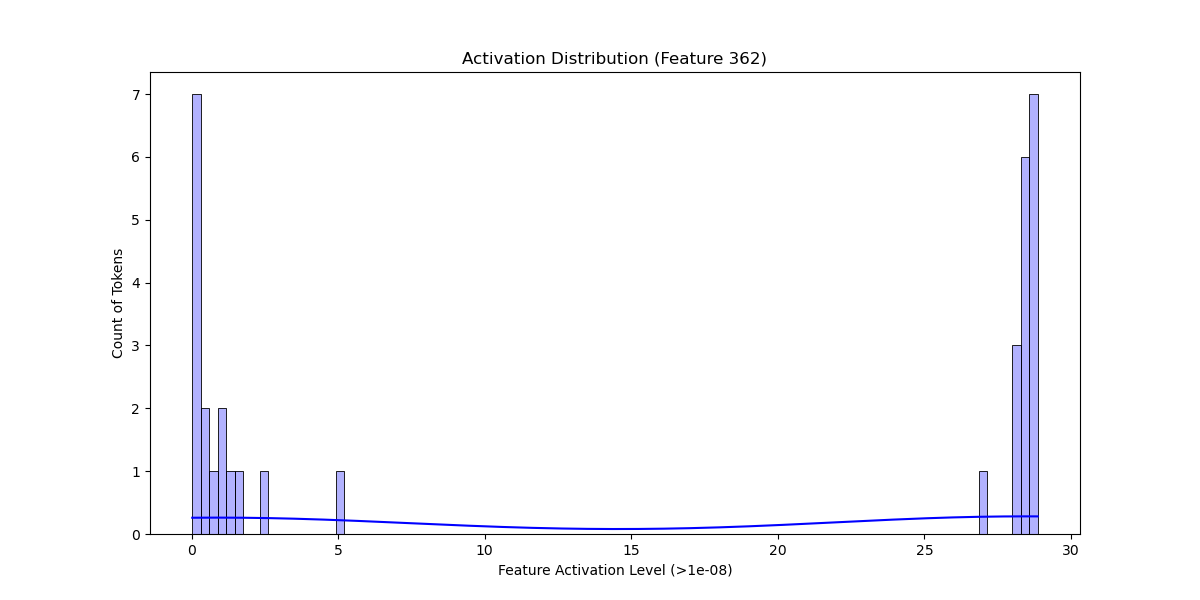 Activation Distribution (Feature 362)
Count of Tokens
7
6
5
4
3
2
1
0
0 5 10 15 20 25 30
Feature Activation Level (>1e-08)